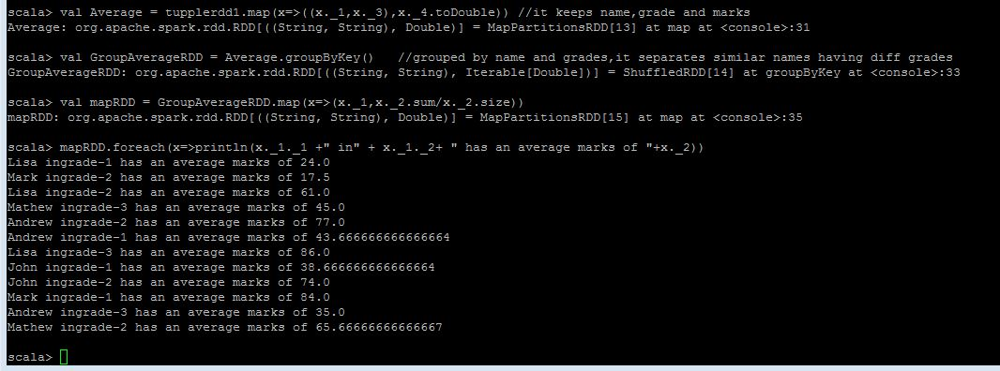 scala> val Average = tupplerdd1.map(x=>((x._1,x._3),x._4.toDouble)) //it keeps name,grade and marks
Average: org.apache.spark.rdd.RDD[((String, String), Double)] = MapPartitionsRDD[13] at map at <console>:31
scala> val GroupAverageRDD = Average.groupByKey()   //grouped by name and grades,it separates similar names having diff grades
GroupAverageRDD: org.apache.spark.rdd.RDD[((String, String), Iterable[Double])] = ShuffledRDD[14] at groupByKey at <console>:33
scala> val mapRDD = GroupAverageRDD.map(x=>(x._1,x._2.sum/x._2.size))
mapRDD: org.apache.spark.rdd.RDD[((String, String), Double)] = MapPartitionsRDD[15] at map at <console>:35
scala> mapRDD.foreach(x=>println(x._1._1 +" in" + x._1._2+ " has an average marks of "+x._2))
Lisa ingrade-1 has an average marks of 24.0
Mark ingrade-2 has an average marks of 17.5
Lisa ingrade-2 has an average marks of 61.0
Mathew ingrade-3 has an average marks of 45.0
Andrew ingrade-2 has an average marks of 77.0
Andrew ingrade-1 has an average marks of 43.666666666666664
Lisa ingrade-3 has an average marks of 86.0
John ingrade-1 has an average marks of 38.666666666666664
John ingrade-2 has an average marks of 74.0
Mark ingrade-1 has an average marks of 84.0
Andrew ingrade-3 has an average marks of 35.0
Mathew ingrade-2 has an average marks of 65.66666666666667
scala>